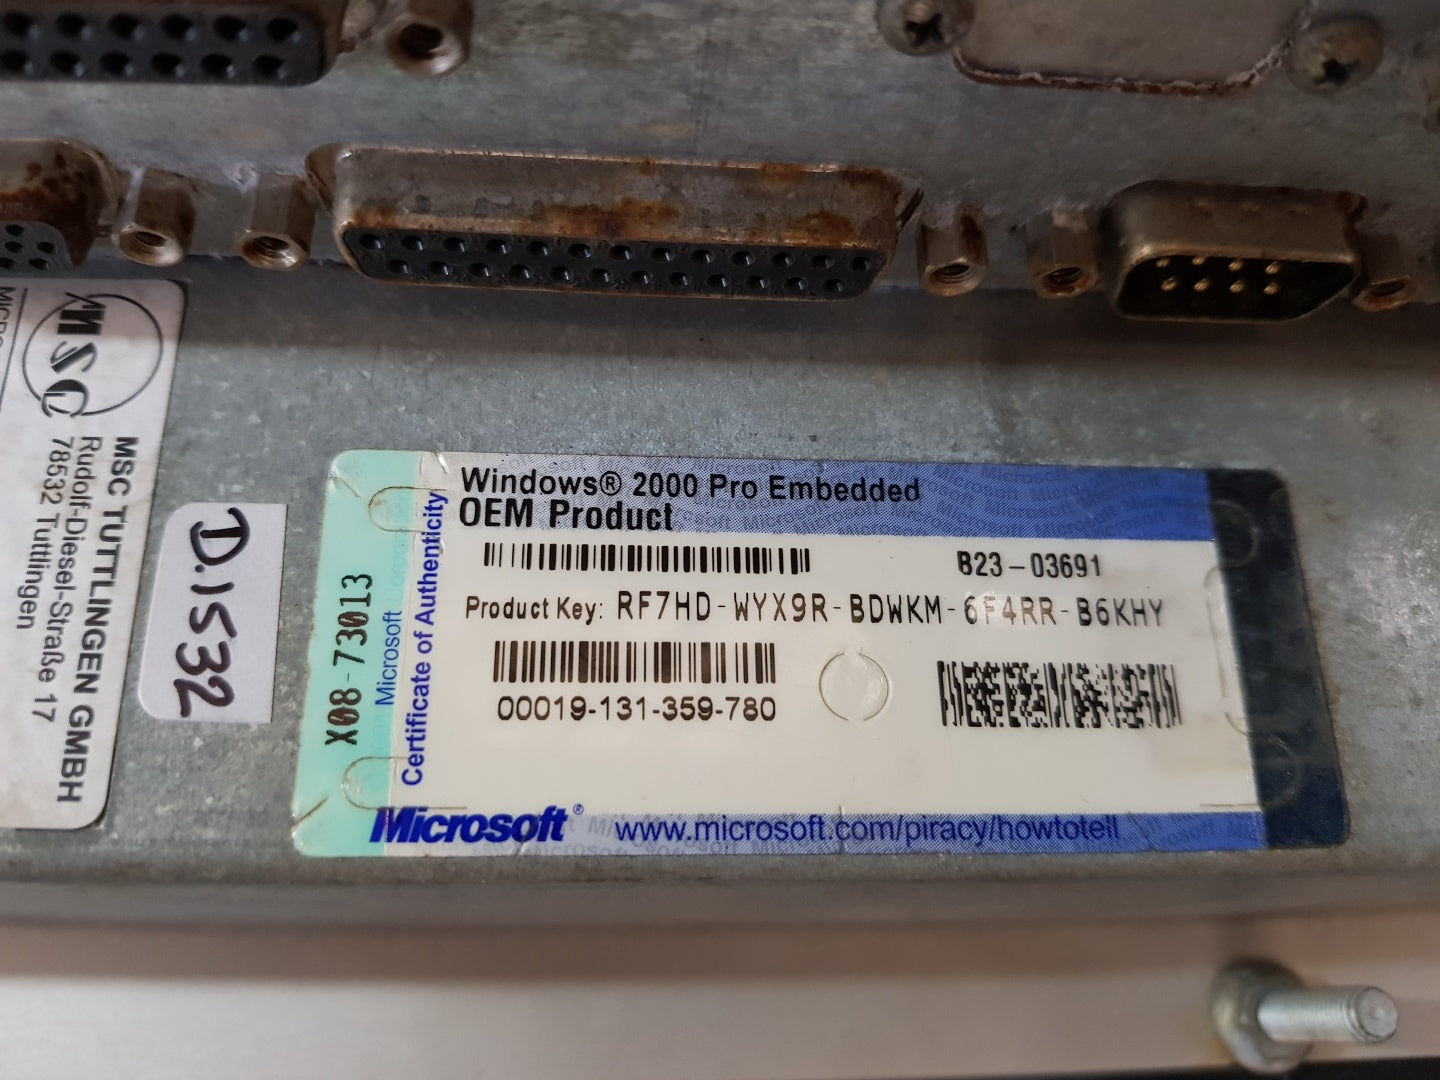 MSC
MSC TUTTLINGEN GMBH
Rudolf-Diesel-Straße 17
78532 Tuttlingen
D.1532
X08-73013
Microsoft
Certificate of Authenticity
Windows® 2000 Pro Embedded
OEM Product
B23-03691
Product Key: RF7HD-WYX9R-BDWKM-6F4RR-B6KHY
00019-131-359-780
Microsoft® www.microsoft.com/piracy/howtotell